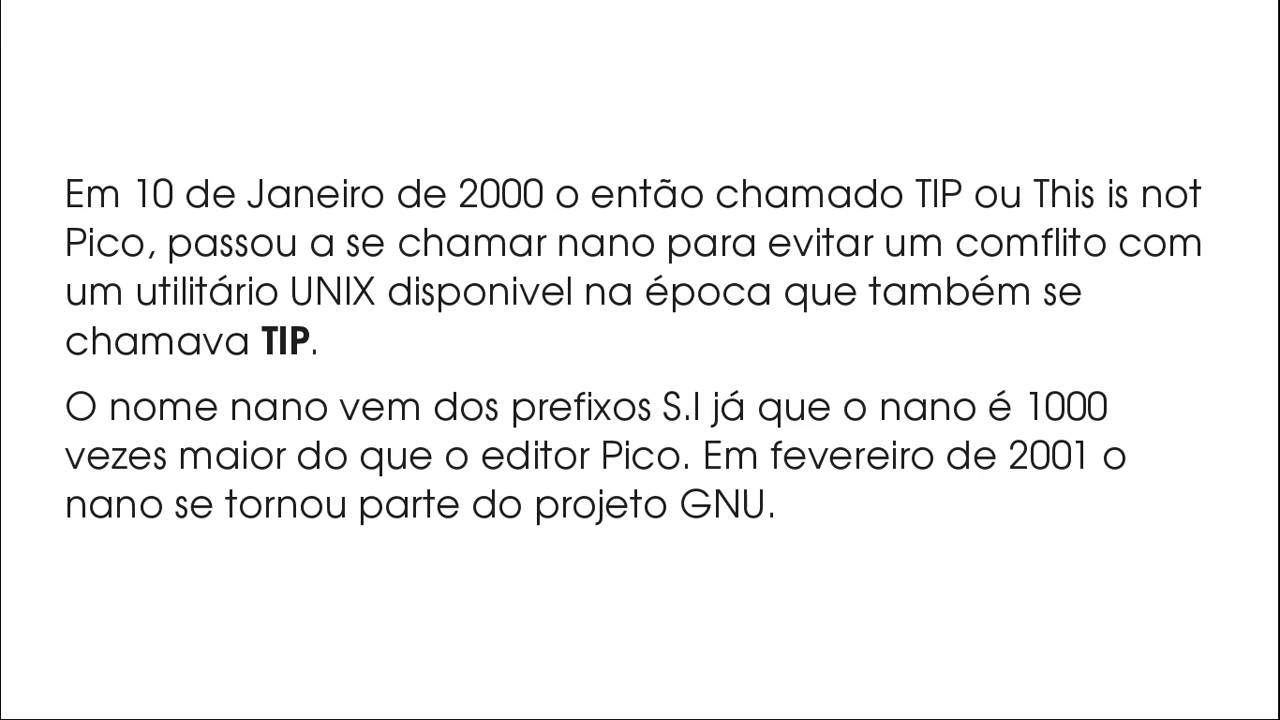 Em 10 de Janeiro de 2000 o então chamado TIP ou This is not
Pico, passou a se chamar nano para evitar um comflito com
um utilitário UNIX disponivel na época que também se
chamava TIP.
O nome nano vem dos prefixos S.I já que o nano é 1000
vezes maior do que o editor Pico. Em fevereiro de 2001 o
nano se tornou parte do projeto GNU.